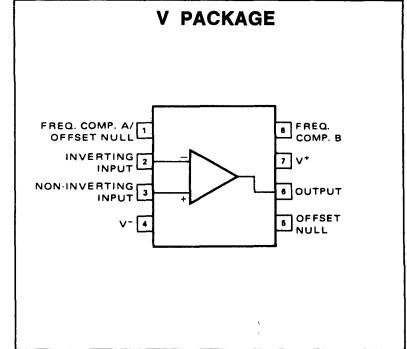 V PACKAGE
FREQ. COMP. A/
OFFSET NULL
1
8
FREQ.
COMP. B
INVERTING
INPUT
2
−
7
V+
NON-INVERTING
INPUT
3
+
6
OUTPUT
V−
4
5
OFFSET
NULL